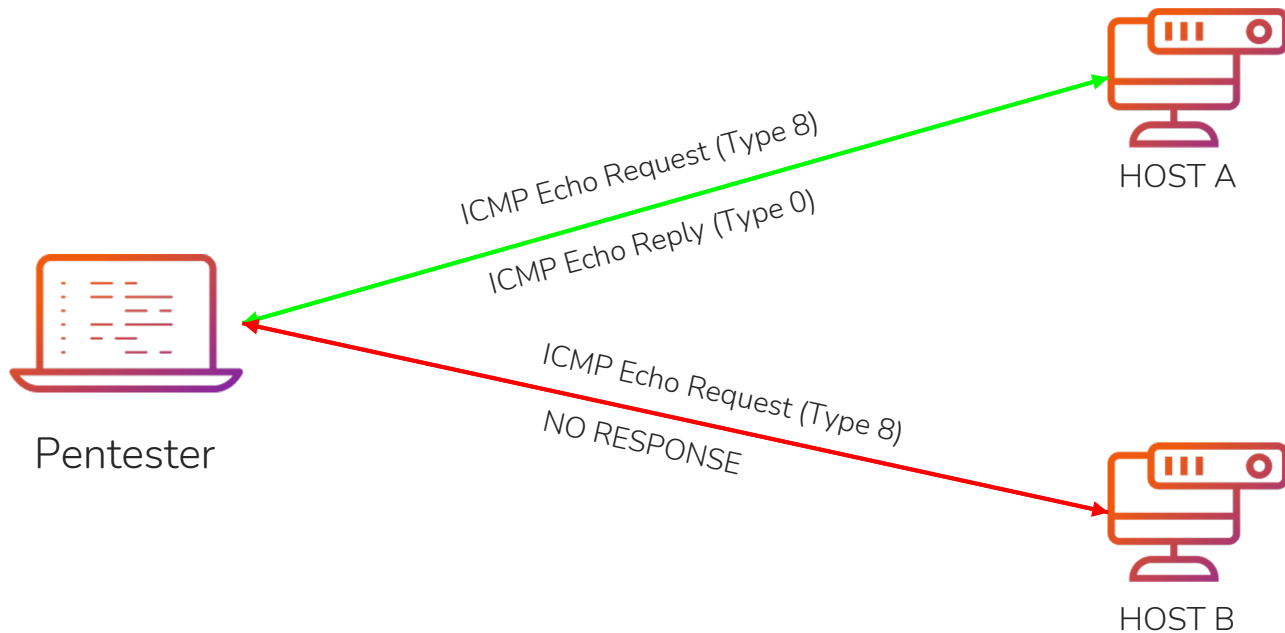 ICMP Echo Request (Type 8)
ICMP Echo Reply (Type 0)
HOST A
Pentester
ICMP Echo Request (Type 8)
NO RESPONSE
HOST B